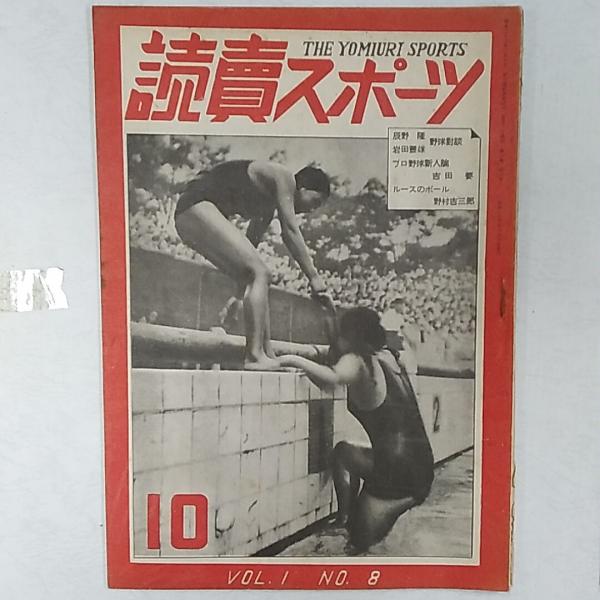 THE YOMIURI SPORTS
読賣スポーツ
辰野 隆
岩田豊雄
野球對談
プロ野球新人論
吉田 要
ルースのボール
野村吉三郎
2
10
VOL.1 NO.8